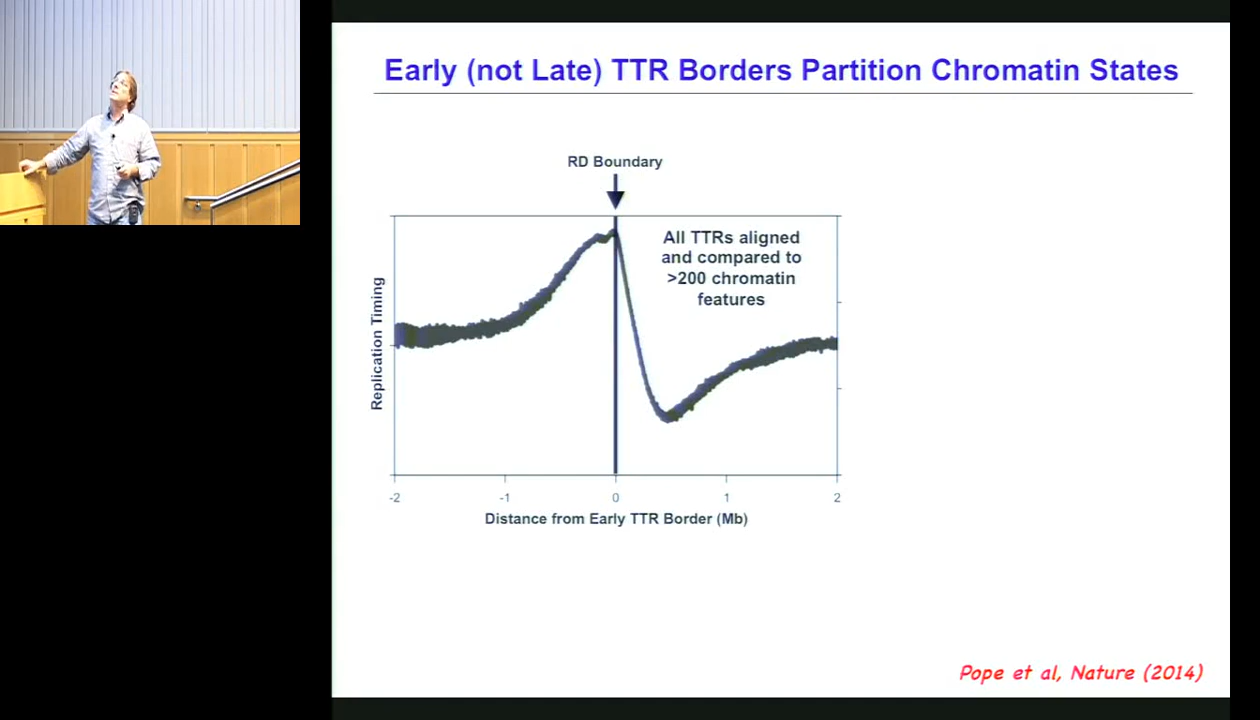 Early (not Late) TTR Borders Partition Chromatin States
RD Boundary
All TTRs aligned
and compared to
>200 chromatin
features
Replication Timing
-2 -1 0 1 2
Distance from Early TTR Border (Mb)
Pope et al, Nature (2014)